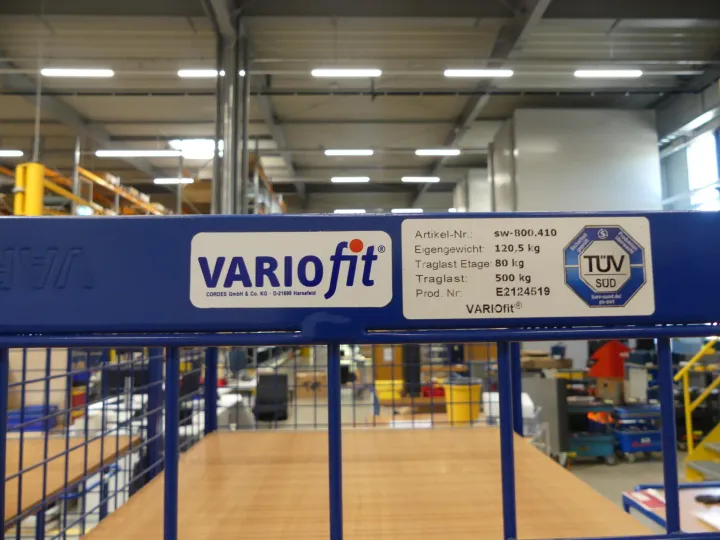 VARIOfit®
CORDES GmbH & Co. KG · D-21698 Harsefeld
Artikel-Nr.: sw-800.410
Eigengewicht: 120,5 kg
Traglast Etage: 80 kg
Traglast: 500 kg
Prod. Nr: E2124519
VARIOfit®
TÜV
SÜD